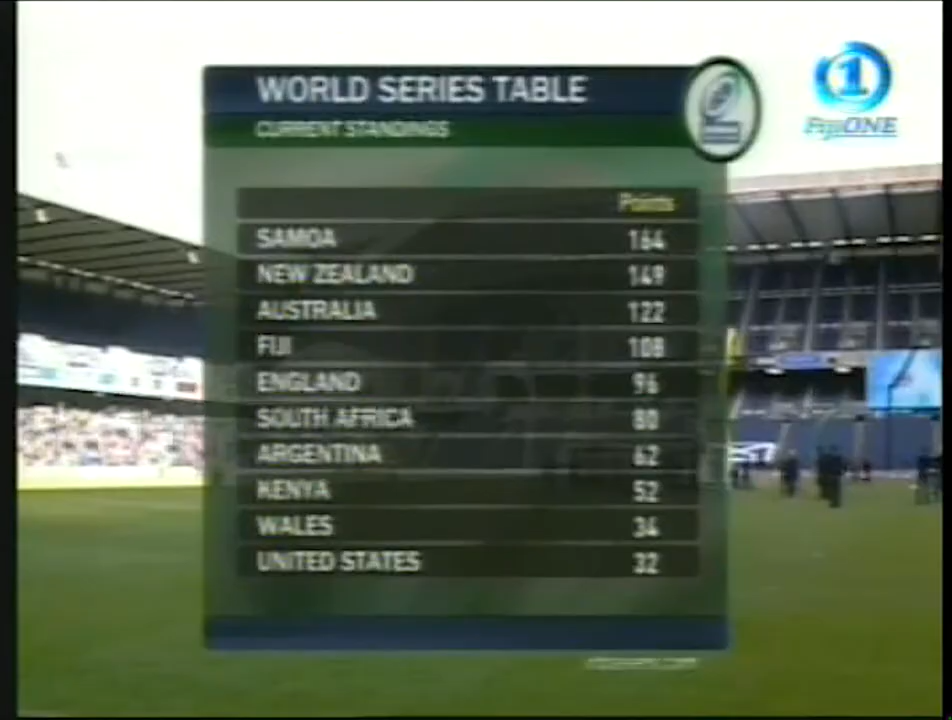 WORLD SERIES TABLE
CURRENT STANDINGS
1
FijiONE
Points
SAMOA 164
NEW ZEALAND 149
AUSTRALIA 122
FIJI 108
ENGLAND 96
SOUTH AFRICA 80
ARGENTINA 62
KENYA 52
WALES 34
UNITED STATES 32